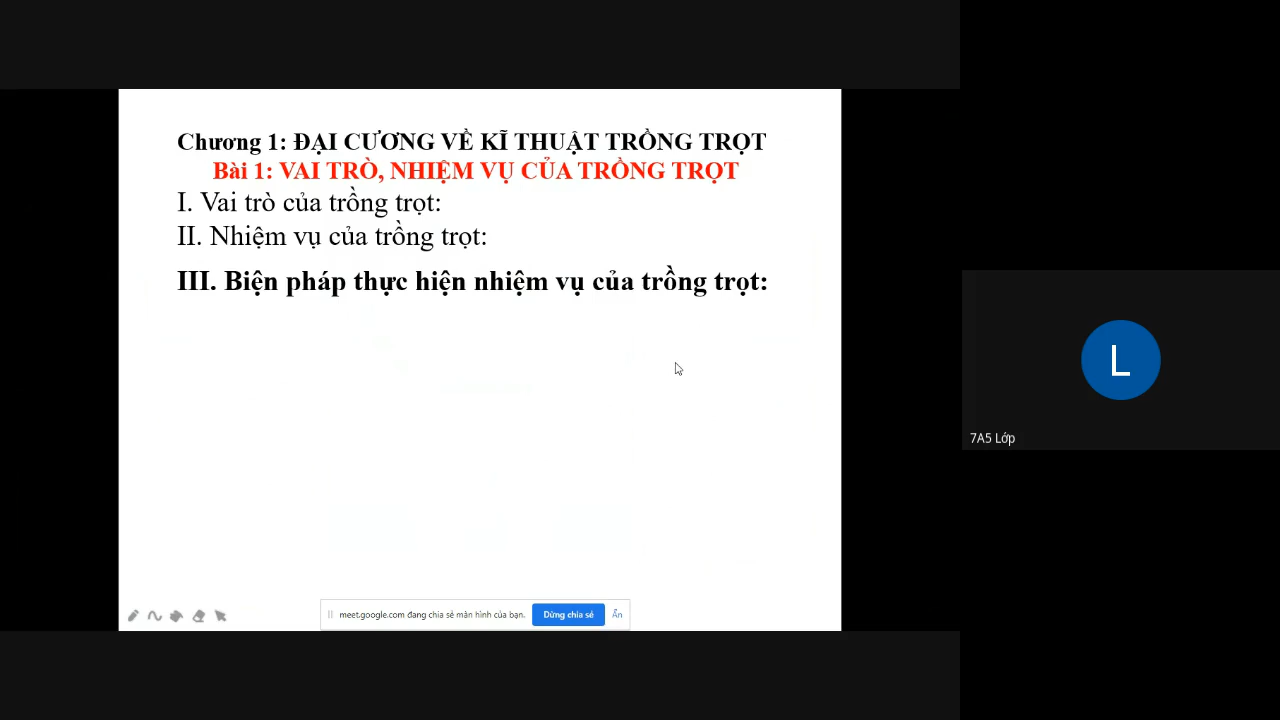 Chương 1: ĐẠI CƯƠNG VỀ KĨ THUẬT TRỒNG TRỌT
Bài 1: VAI TRÒ, NHIỆM VỤ CỦA TRỒNG TRỌT
I. Vai trò của trồng trọt:
II. Nhiệm vụ của trồng trọt:
III. Biện pháp thực hiện nhiệm vụ của trồng trọt:
L
7A5 Lớp
meet.google.com đang chia sẻ màn hình của bạn. Dừng chia sẻ Ẩn